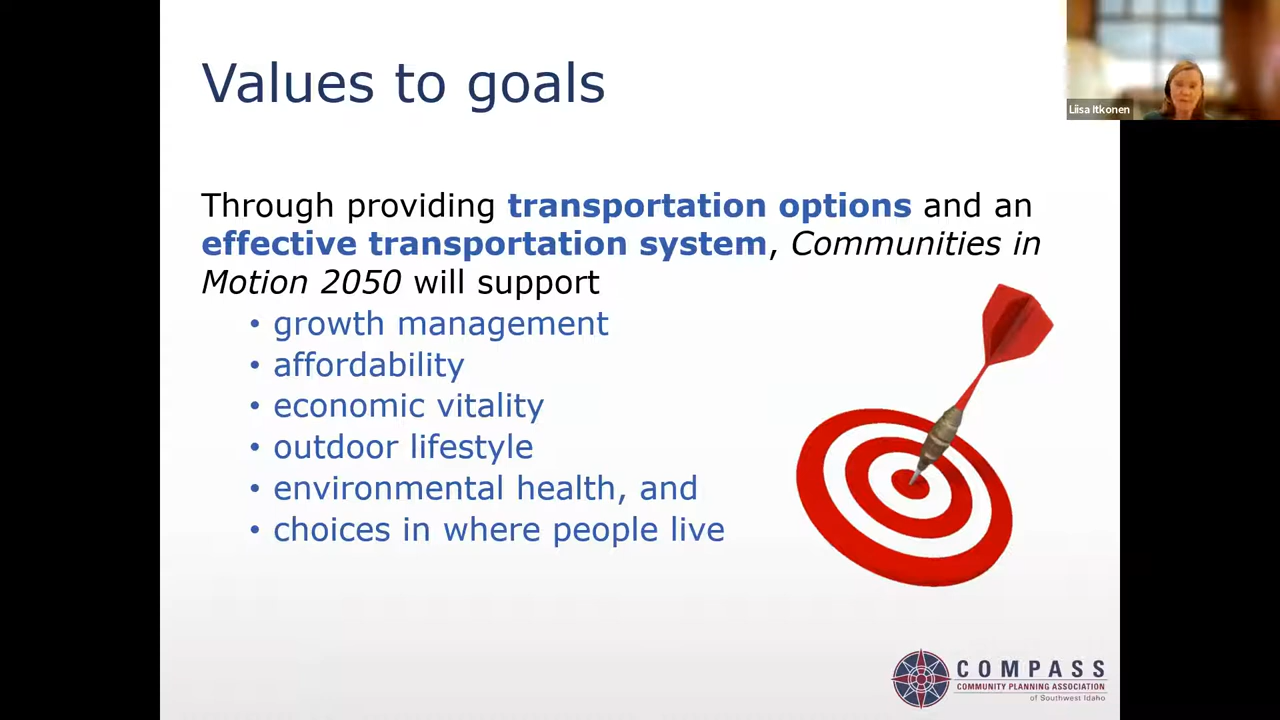 Values to goals
Liisa Itkonen
Through providing transportation options and an
effective transportation system, Communities in
Motion 2050 will support
• growth management
• affordability
• economic vitality
• outdoor lifestyle
• environmental health, and
• choices in where people live
COMPASS
COMMUNITY PLANNING ASSOCIATION
of Southwest Idaho